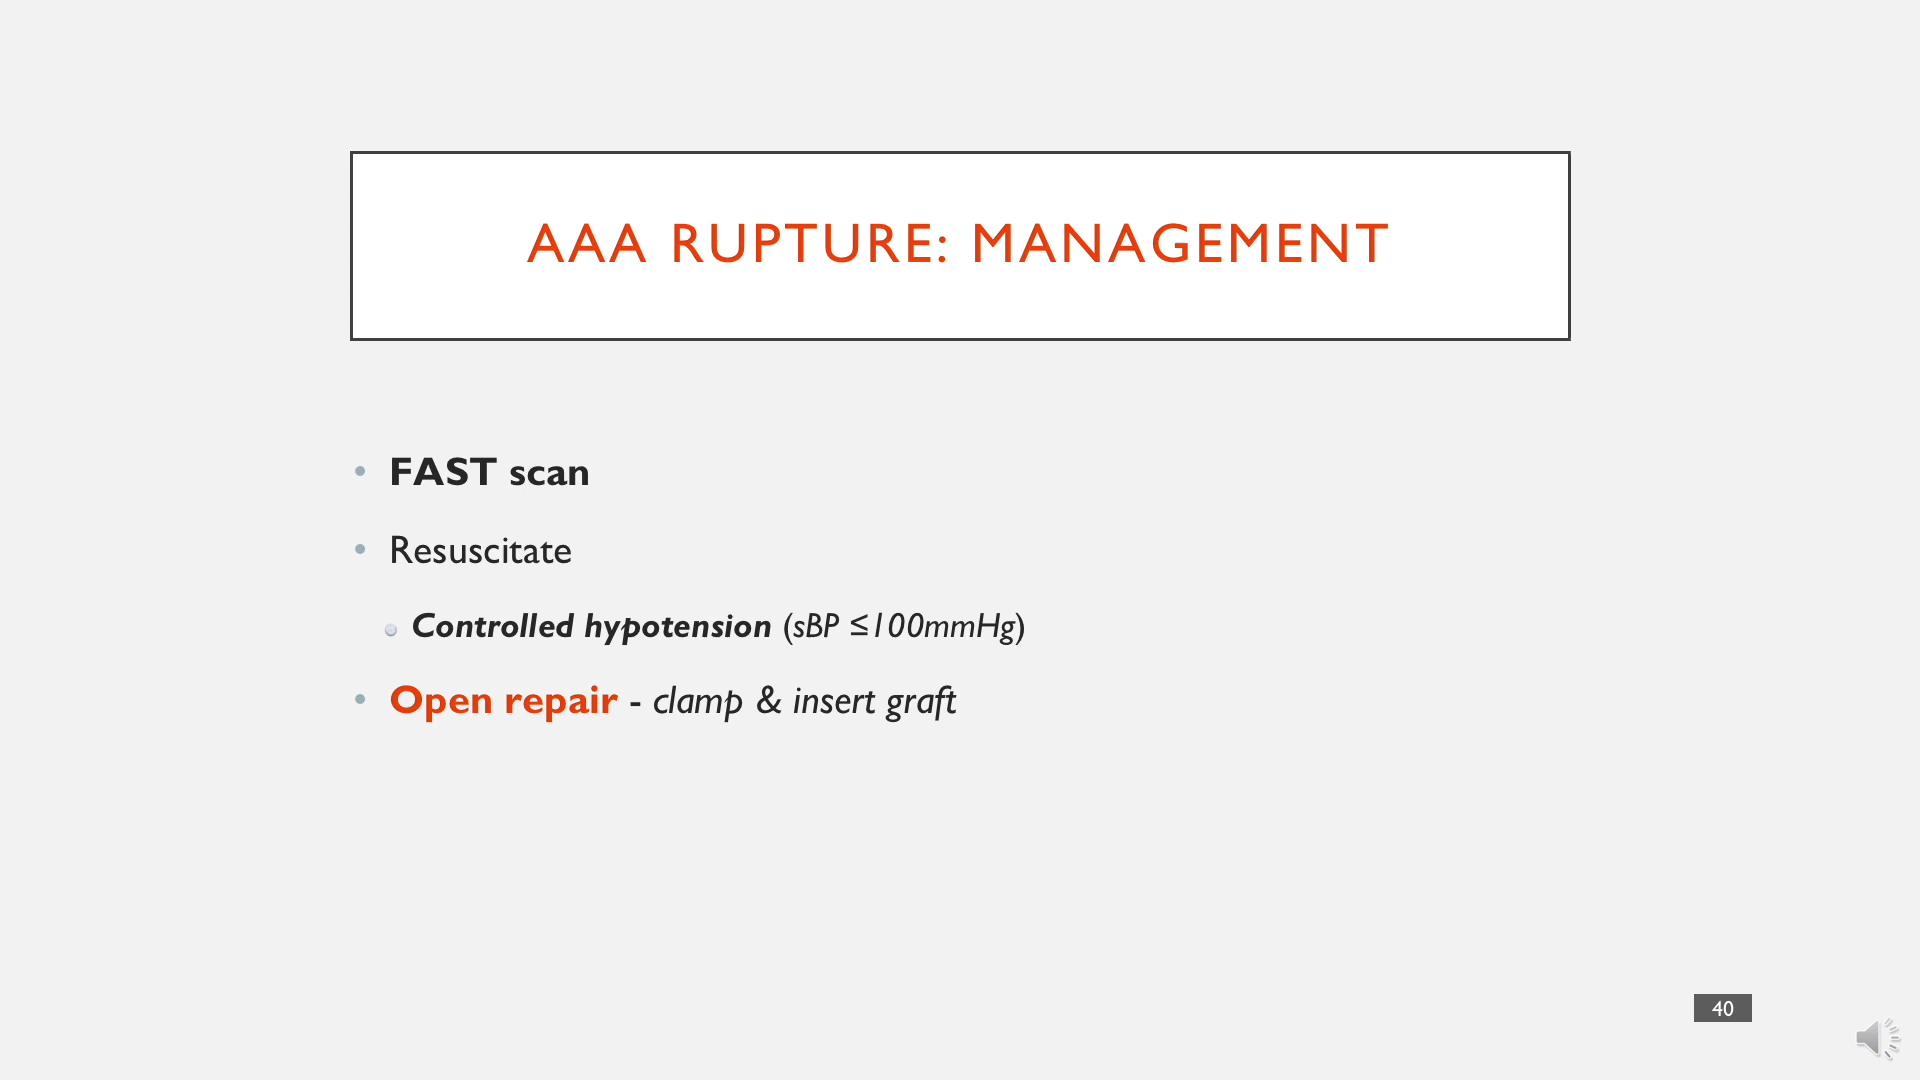 AAA RUPTURE: MANAGEMENT
• FAST scan
• Resuscitate
Controlled hypotension (sBP ≤100mmHg)
• Open repair - clamp & insert graft
40